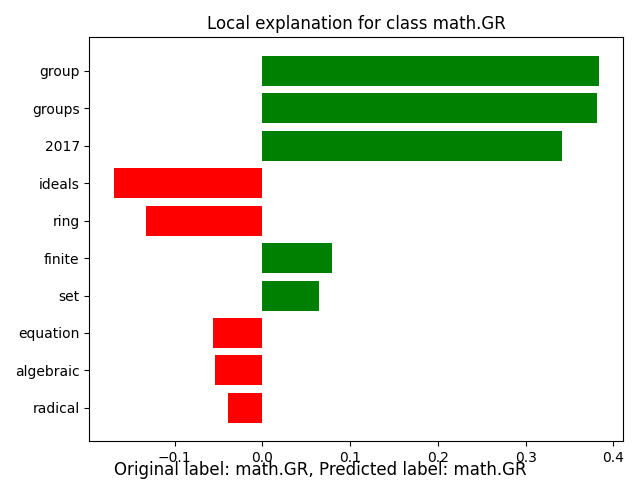 Local explanation for class math.GR
group
groups
2017
ideals
ring
finite
set
equation
algebraic
radical
−0.1 0.0 0.1 0.2 0.3 0.4
Original label: math.GR, Predicted label: math.GR